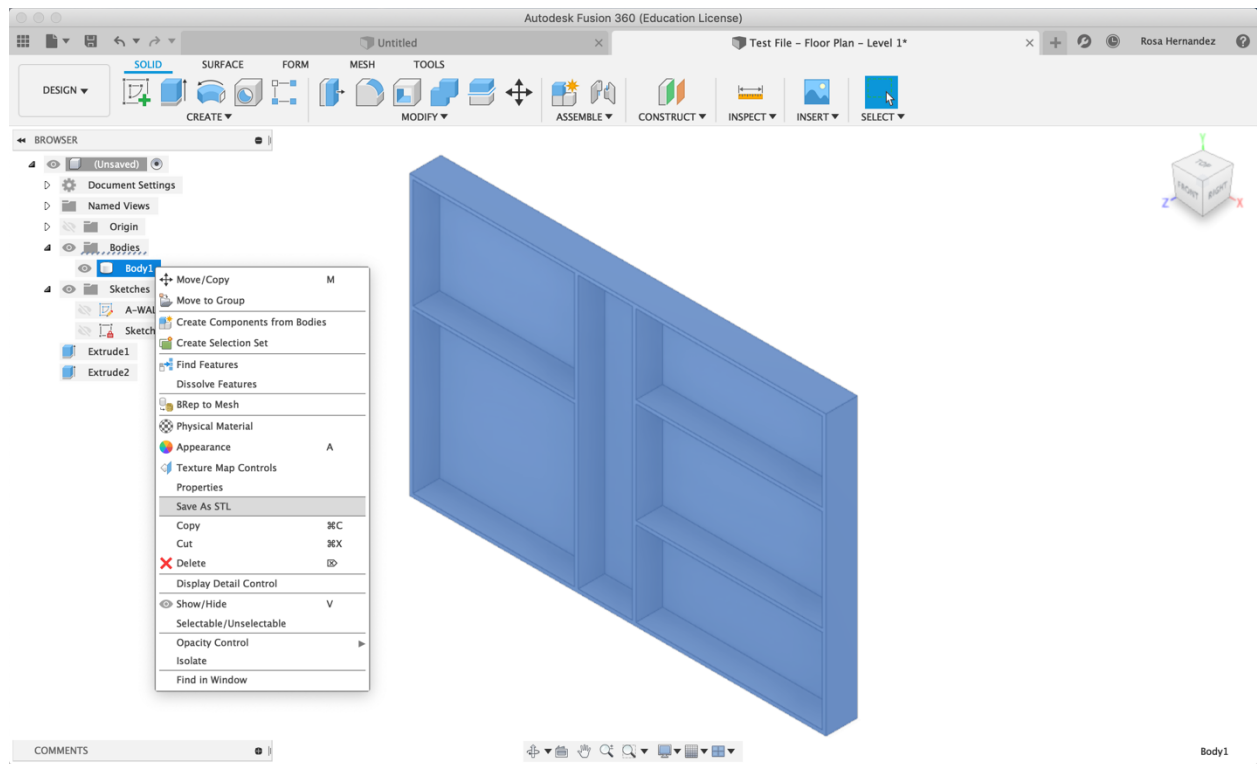 Autodesk Fusion 360 (Education License)
Untitled
Test File – Floor Plan – Level 1*
Rosa Hernandez
SOLID SURFACE FORM MESH TOOLS
DESIGN
CREATE MODIFY ASSEMBLE CONSTRUCT INSPECT INSERT SELECT
BROWSER
(Unsaved)
Document Settings
Named Views
Origin
Bodies
Body1
Sketches
A-WAL
Sketch
Extrude1
Extrude2
Move/Copy M
Move to Group
Create Components from Bodies
Create Selection Set
Find Features
Dissolve Features
BRep to Mesh
Physical Material
Appearance A
Texture Map Controls
Properties
Save As STL
Copy ⌘C
Cut ⌘X
Delete ⌦
Display Detail Control
Show/Hide V
Selectable/Unselectable
Opacity Control
Isolate
Find in Window
Y
TOP
FRONT RIGHT
Z X
COMMENTS
Body1